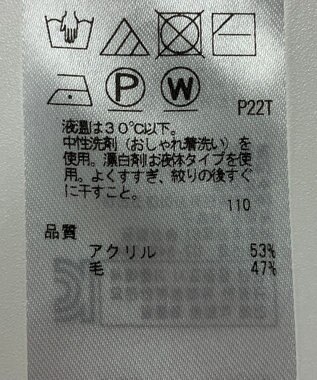 P W
P22T
液温は30℃以下。
中性洗剤（おしゃれ着洗い）を
使用。漂白剤は液体タイプを使
用。よくすすぎ、絞りの後すぐ
に干すこと。
110
品質
アクリル 53%
毛 47%